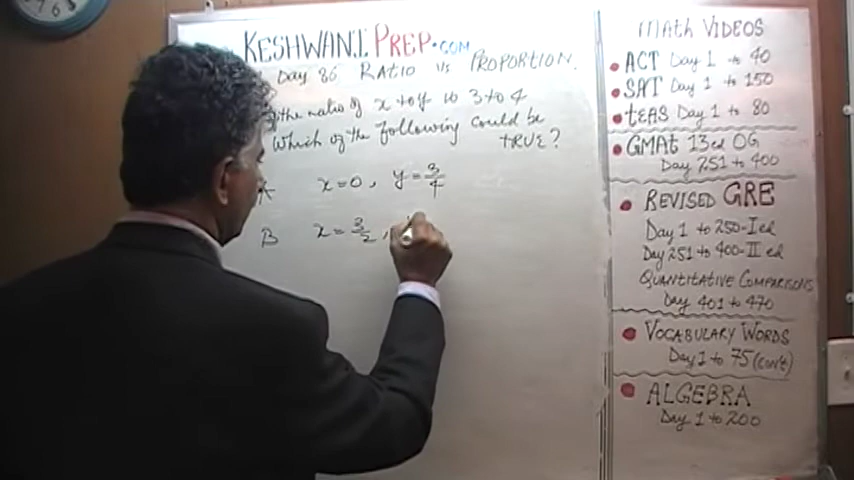 KESHWANI PREP.COM
Day 86 RATIO VS PROPORTION.
the ratio of x to y is 3 to 4
Which of the following could be
TRUE?
A x=0, y=3/4
B x=3/2,
MATH VIDEOS
ACT Day 1 to 40
SAT Day 1 to 150
TEAS Day 1 to 80
GMAT 13ed OG
Day 251 to 400
REVISED GRE
Day 1 to 250-I ed
Day 251 to 400-II ed
QUANTITATIVE COMPARISONS
Day 401 to 470
VOCABULARY WORDS
Day 1 to 75 (con't)
ALGEBRA
Day 1 to 200